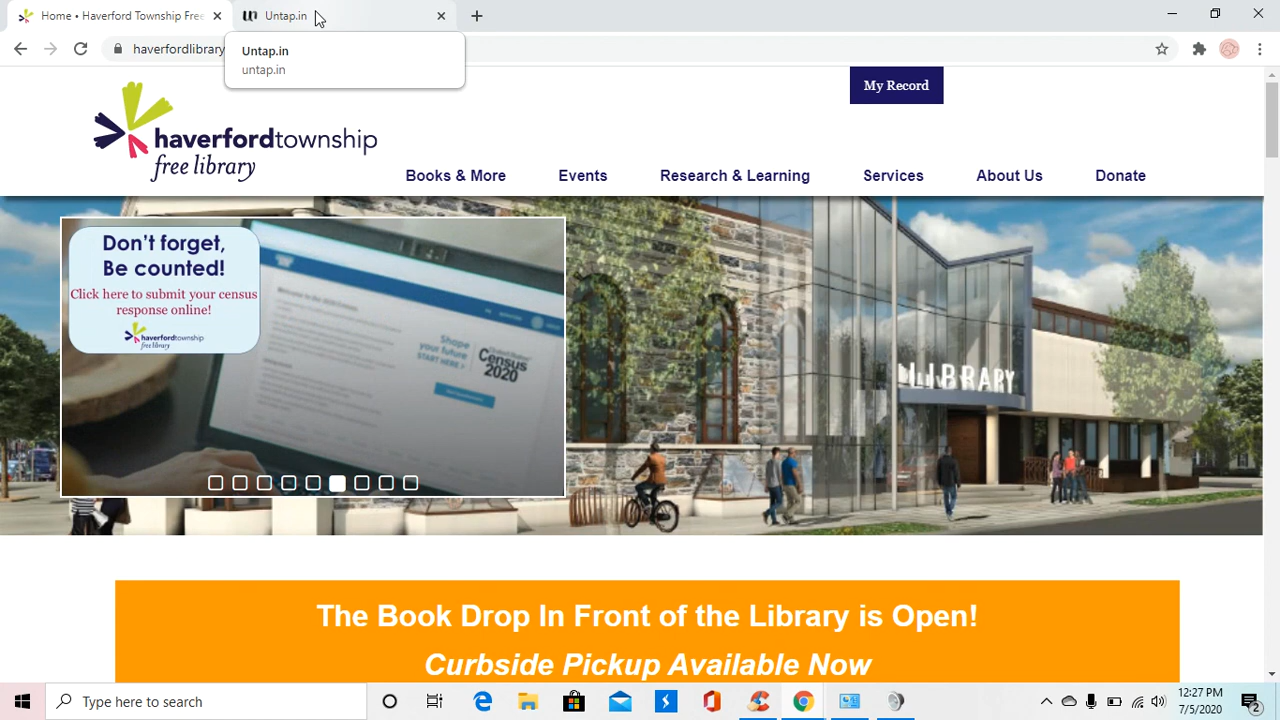 Home • Haverford Township Free
Untap.in
haverfordlibrary
Untap.in
untap.in
My Record
haverfordtownship
free library
Books & More
Events
Research & Learning
Services
About Us
Donate
Don't forget,
Be counted!
Click here to submit your census
response online!
haverfordtownship
free library
Shape
your future
START HERE >
Census
2020
LIBRARY
The Book Drop In Front of the Library is Open!
Curbside Pickup Available Now
Type here to search
12:27 PM
7/5/2020
2